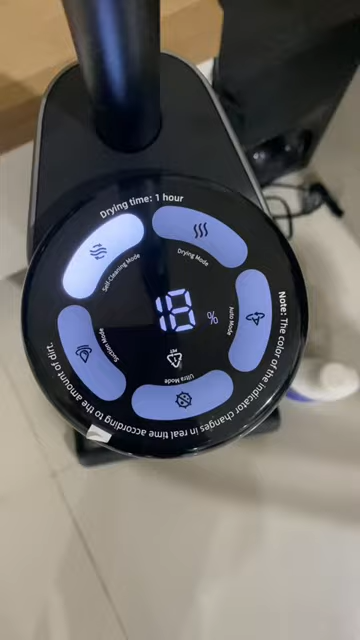 Drying time: 1 hour
Self-Cleaning Mode
Drying Mode
Auto Mode
Ultra Mode
Suction Mode
18 %
Note: The color of the indicator changes in real time according to the amount of dirt.